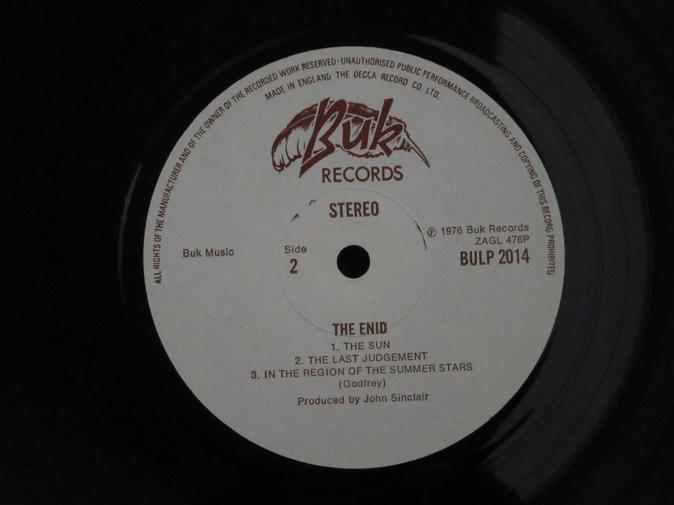 ALL RIGHTS OF THE MANUFACTURER AND OF THE OWNER OF THE RECORDED WORK RESERVED · UNAUTHORISED PUBLIC PERFORMANCE BROADCASTING AND COPYING OF THIS RECORD PROHIBITED
MADE IN ENGLAND THE DECCA RECORD CO. LTD.
Buk
RECORDS
STEREO
℗ 1976 Buk Records
ZAGL 476P
Buk Music
Side
2
BULP 2014
THE ENID
1. THE SUN
2. THE LAST JUDGEMENT
3. IN THE REGION OF THE SUMMER STARS
(Godfrey)
Produced by John Sinclair